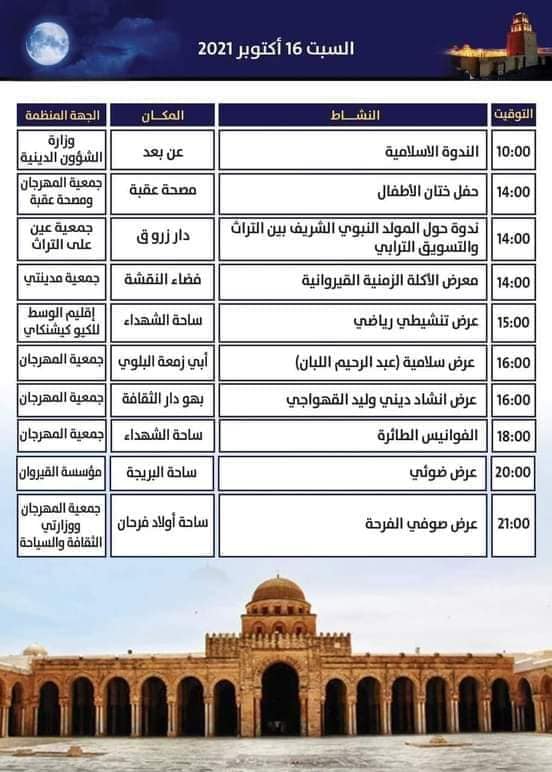 السبت 16 أكتوبر 2021
التوقيت النشــاط المكــان الجهة المنظمة
10:00 الندوة الاسلامية عن بعد وزارة
الشؤون الدينية
14:00 حفل ختان الأطفال مصحة عقبة جمعية المهرجان
ومصحة عقبة
14:00 ندوة حول المولد النبوي الشريف بين التراث
والتسويق الترابي دار زروق جمعية عين
على التراث
14:00 معرض الأكلة الزمنية القيروانية فضاء النقشة جمعية مدينتي
15:00 عرض تنشيطي رياضي ساحة الشهداء إقليم الوسط
للكيو كيشنكاي
16:00 عرض سلامية (عبد الرحيم اللبان) أبي زمعة البلوي جمعية المهرجان
16:00 عرض انشاد ديني وليد القهواجي بهو دار الثقافة جمعية المهرجان
18:00 الفوانيس الطائرة ساحة الشهداء جمعية المهرجان
20:00 عرض ضوئي ساحة البريجة مؤسسة القيروان
21:00 عرض صوفي الفرحة ساحة أولاد فرحان جمعية المهرجان
ووزارتي
الثقافة والسياحة